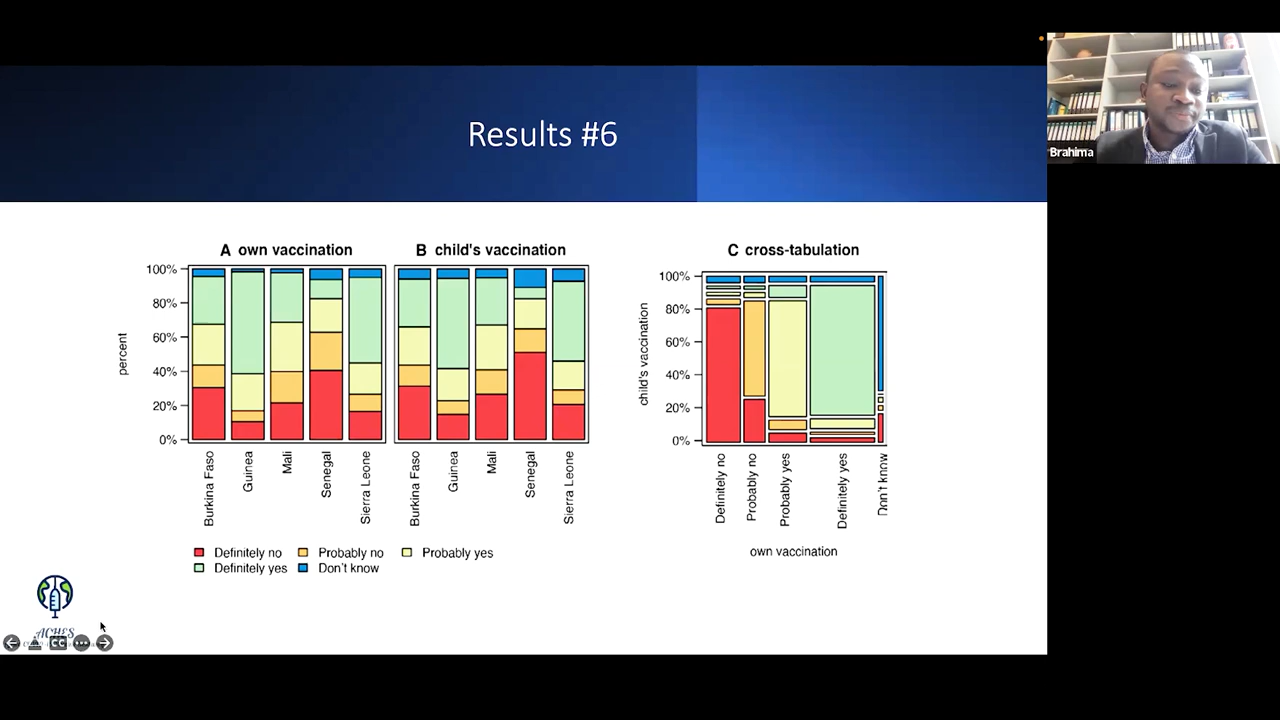 Results #6
Brahima
A own vaccination
B child's vaccination
C cross-tabulation
percent
100%
80%
60%
40%
20%
0%
Burkina Faso
Guinea
Mali
Senegal
Sierra Leone
Burkina Faso
Guinea
Mali
Senegal
Sierra Leone
child's vaccination
100%
80%
60%
40%
20%
0%
Definitely no
Probably no
Probably yes
Definitely yes
Don't know
own vaccination
Definitely no Probably no Probably yes
Definitely yes Don't know
ACHES
CC